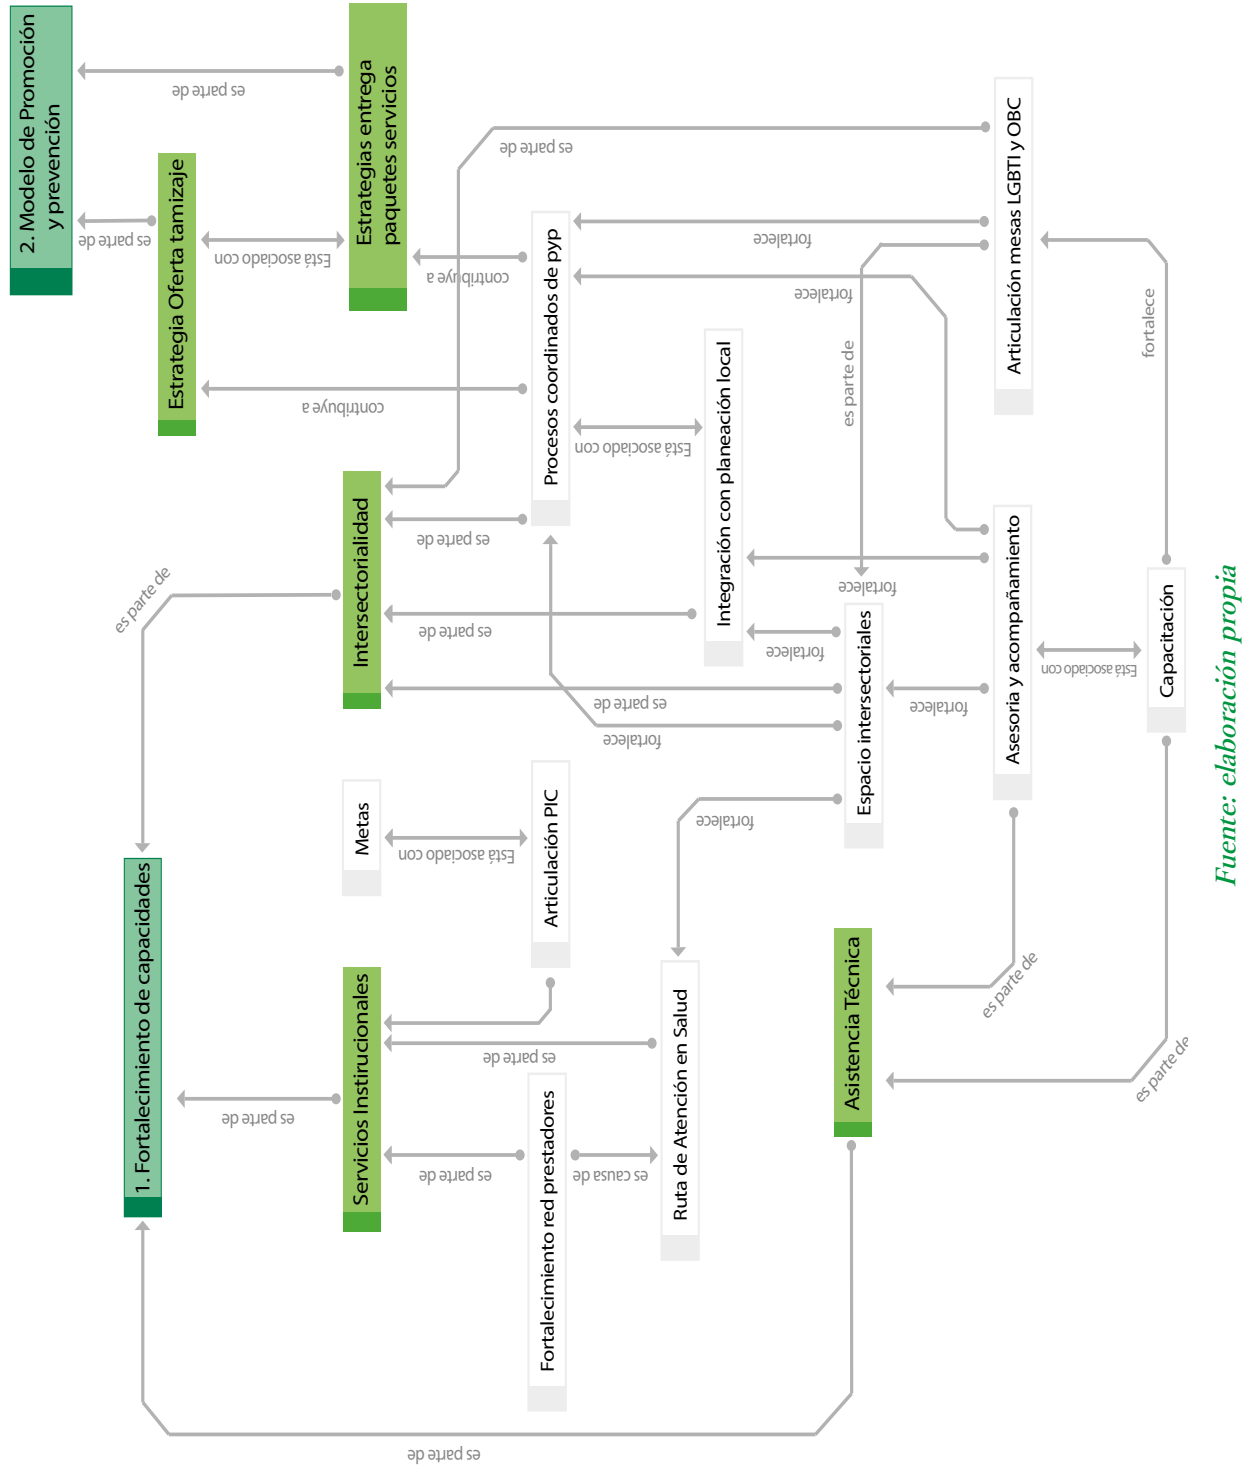 2. Modelo de Promoción
y prevención
es parte de
es parte de
Estrategia Oferta tamizaje
Está asociado con
Estrategias entrega
paquetes servicios
contribuye a
contribuye a
es parte de
1. Fortalecimiento de capacidades
es parte de
es parte de
es parte de
Servicios Instirucionales
Metas
Intersectorialidad
es parte de
es parte de
Está asociado con
es parte de
es parte de
es parte de
es parte de
Fortalecimiento red prestadores
Articulación PIC
Procesos coordinados de pyp
es causa de
fortalece
fortalece
Está asociado con
fortalece
fortalece
Ruta de Atención en Salud
Integración con planeación local
fortalece
fortalece
es parte de
Asistencia Técnica
Espacio intersectoriales
fortalece
es parte de
es parte de
Asesoria y acompañamiento
Articulación mesas LGBTI y OBC
Está asociado con
fortalece
Capacitación
Fuente: elaboración propia